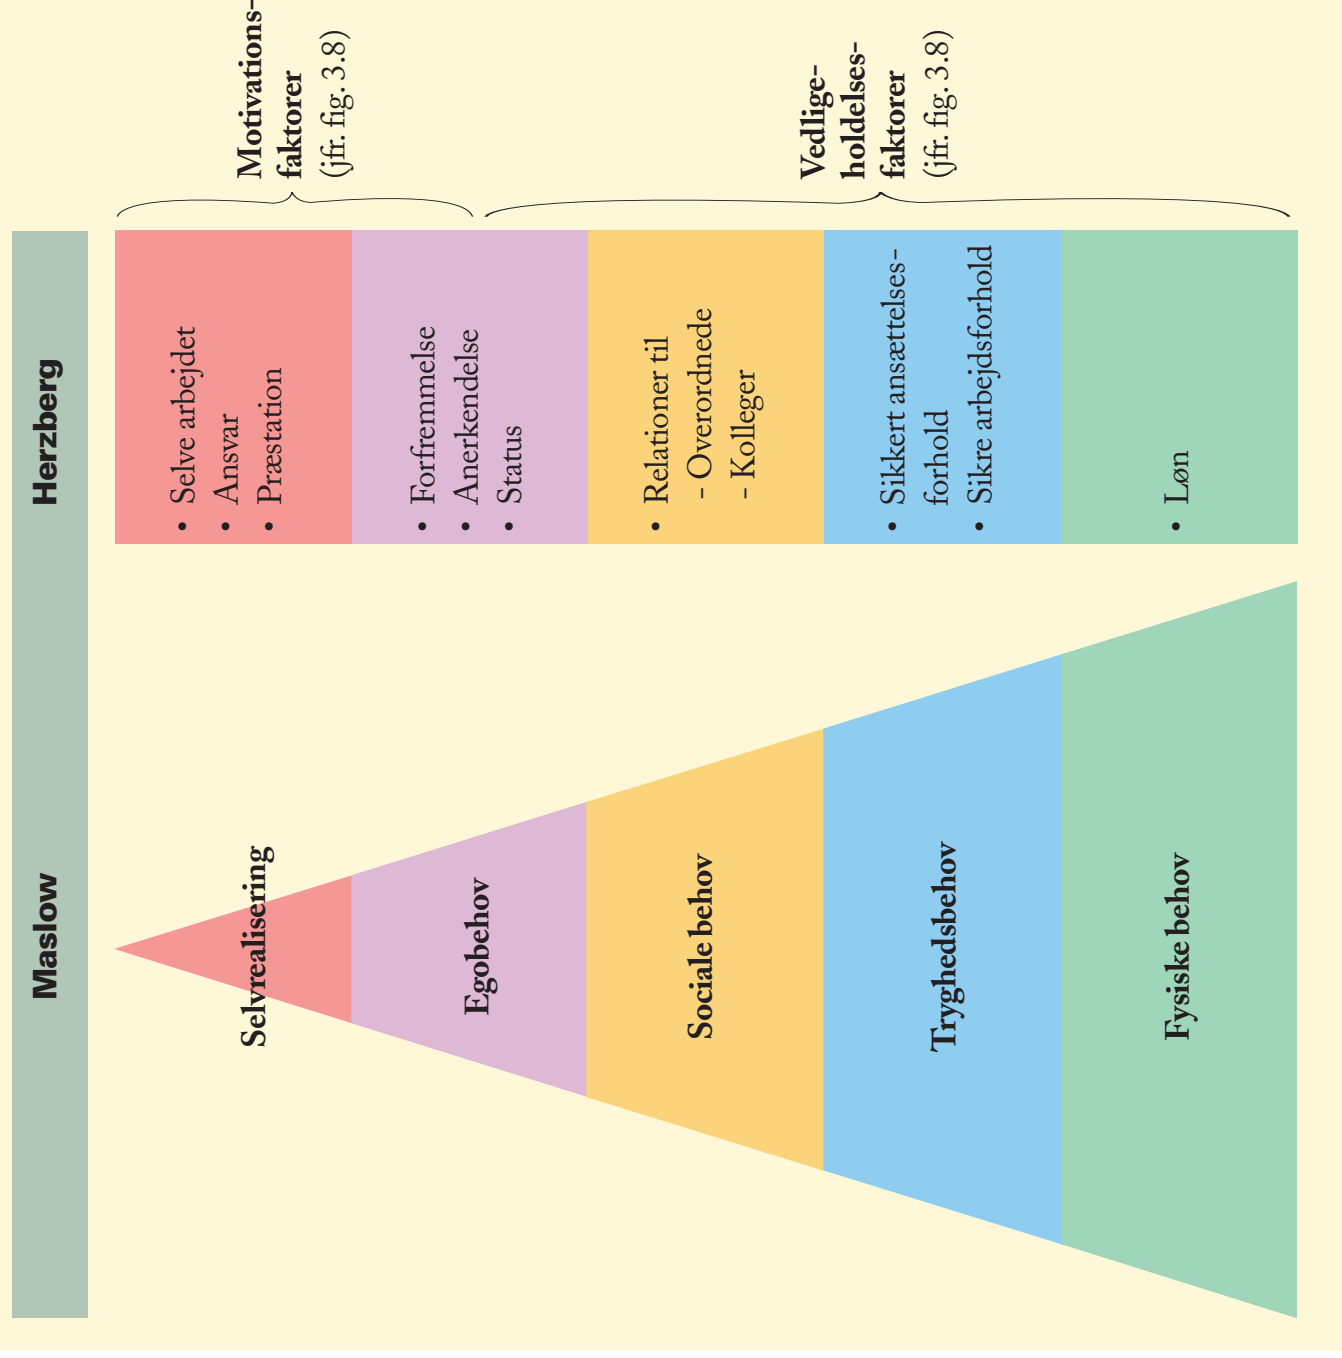 Maslow
Herzberg
Selvrealisering
• Selve arbejdet
• Ansvar
• Præstation
Motivations-
faktorer
(jfr. fig. 3.8)
Egobehov
• Forfremmelse
• Anerkendelse
• Status
Sociale behov
• Relationer til
- Overordnede
- Kolleger
Vedlige-
holdelses-
faktorer
(jfr. fig. 3.8)
Tryghedsbehov
• Sikkert ansættelses-
forhold
• Sikre arbejdsforhold
Fysiske behov
• Løn